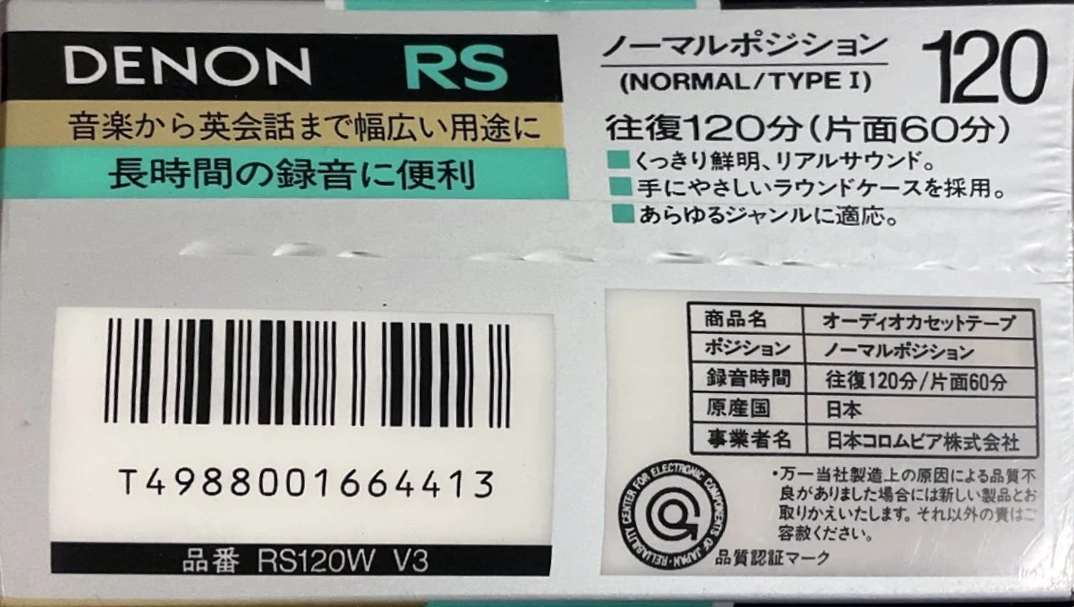 DENON RS
音楽から英会話まで幅広い用途に
長時間の録音に便利
ノーマルポジション
(NORMAL/TYPE I)
120
往復120分(片面60分)
くっきり鮮明、リアルサウンド。
手にやさしいラウンドケースを採用。
あらゆるジャンルに適応。
T4988001664413
品番 RS120W V3
商品名 オーディオカセットテープ
ポジション ノーマルポジション
録音時間 往復120分/片面60分
原産国 日本
事業者名 日本コロムビア株式会社
・万一当社製造上の原因による品質不
良がありました場合には新しい製品とお
取りかえいたします。それ以外の責はご
容赦ください。
RELIABILITY CENTER FOR ELECTRONIC COMPONENTS OF JAPAN
品質認証マーク